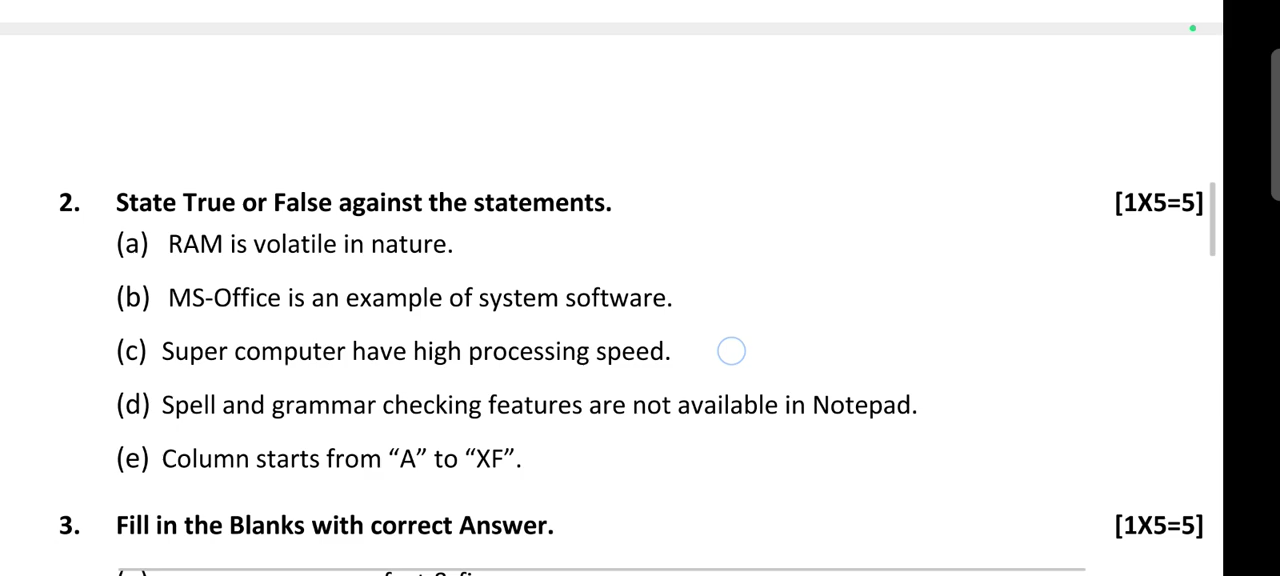 2. State True or False against the statements. [1X5=5]
(a) RAM is volatile in nature.
(b) MS-Office is an example of system software.
(c) Super computer have high processing speed.
(d) Spell and grammar checking features are not available in Notepad.
(e) Column starts from “A” to “XF”.
3. Fill in the Blanks with correct Answer. [1X5=5]